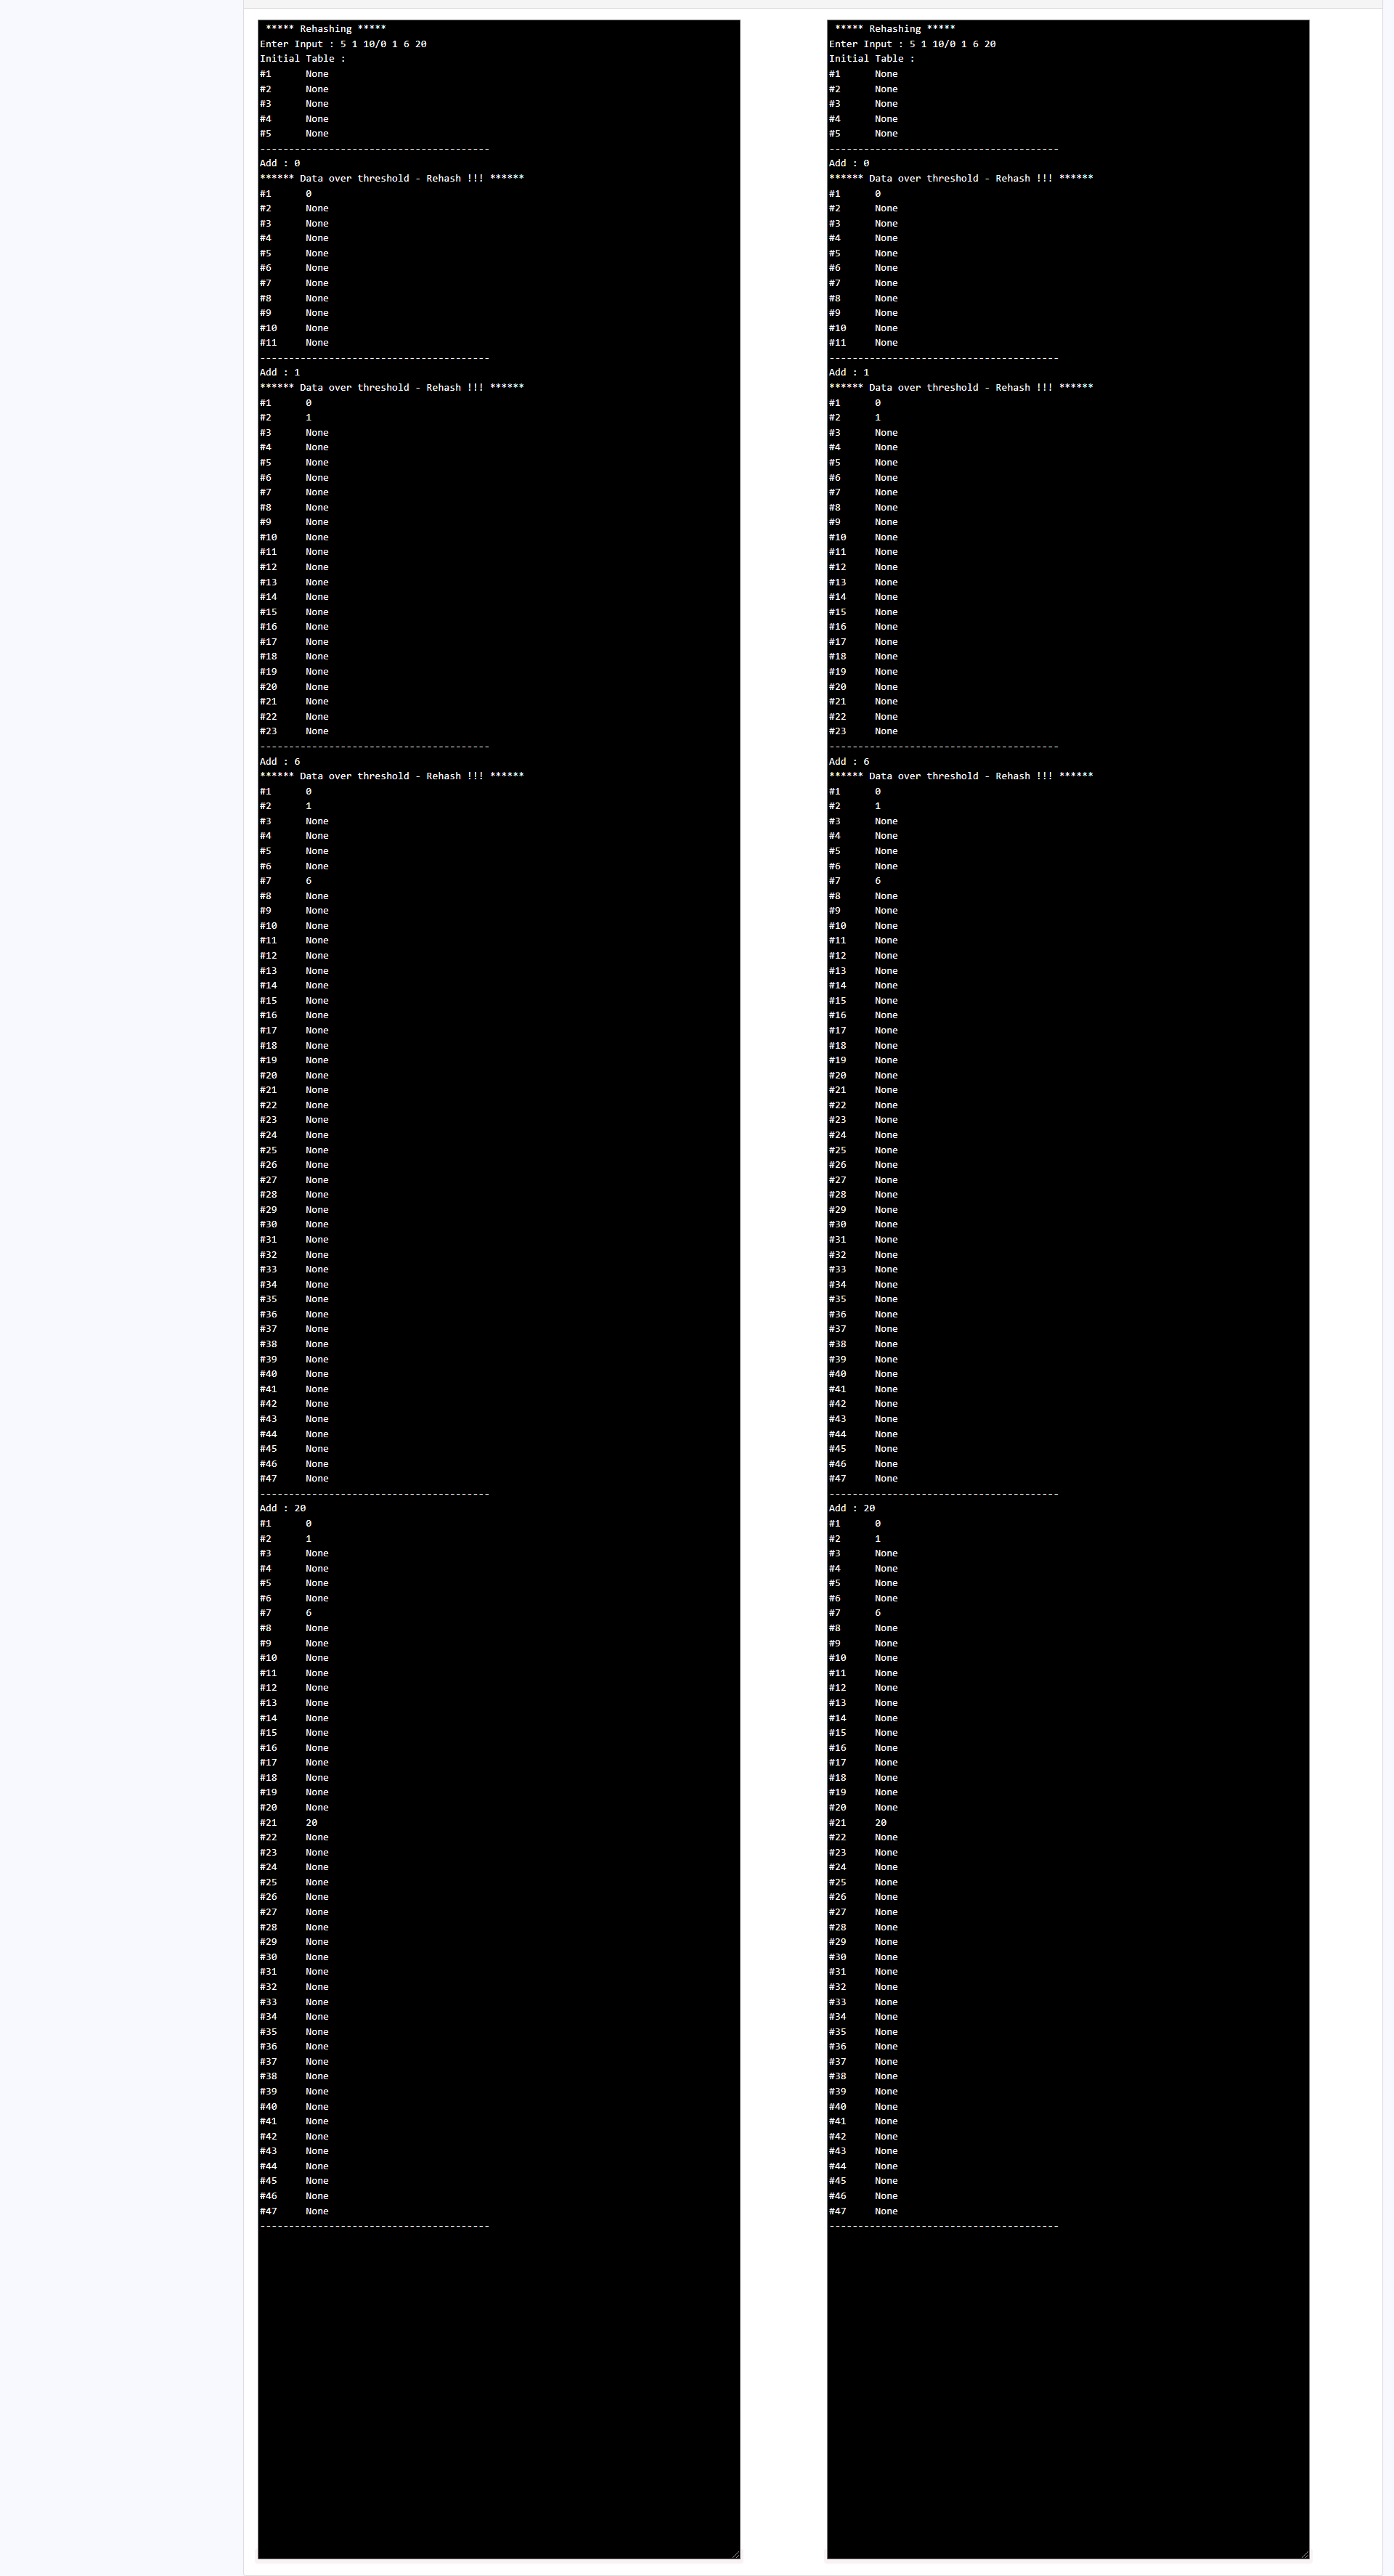 ***** Rehashing *****
Enter Input : 5 1 10/0 1 6 20
Initial Table :
#1 None
#2 None
#3 None
#4 None
#5 None
----------------------------------------
Add : 0
****** Data over threshold - Rehash !!! ******
#1 0
#2 None
#3 None
#4 None
#5 None
#6 None
#7 None
#8 None
#9 None
#10 None
#11 None
----------------------------------------
Add : 1
****** Data over threshold - Rehash !!! ******
#1 0
#2 1
#3 None
#4 None
#5 None
#6 None
#7 None
#8 None
#9 None
#10 None
#11 None
#12 None
#13 None
#14 None
#15 None
#16 None
#17 None
#18 None
#19 None
#20 None
#21 None
#22 None
#23 None
----------------------------------------
Add : 6
****** Data over threshold - Rehash !!! ******
#1 0
#2 1
#3 None
#4 None
#5 None
#6 None
#7 6
#8 None
#9 None
#10 None
#11 None
#12 None
#13 None
#14 None
#15 None
#16 None
#17 None
#18 None
#19 None
#20 None
#21 None
#22 None
#23 None
#24 None
#25 None
#26 None
#27 None
#28 None
#29 None
#30 None
#31 None
#32 None
#33 None
#34 None
#35 None
#36 None
#37 None
#38 None
#39 None
#40 None
#41 None
#42 None
#43 None
#44 None
#45 None
#46 None
#47 None
----------------------------------------
Add : 20
#1 0
#2 1
#3 None
#4 None
#5 None
#6 None
#7 6
#8 None
#9 None
#10 None
#11 None
#12 None
#13 None
#14 None
#15 None
#16 None
#17 None
#18 None
#19 None
#20 None
#21 20
#22 None
#23 None
#24 None
#25 None
#26 None
#27 None
#28 None
#29 None
#30 None
#31 None
#32 None
#33 None
#34 None
#35 None
#36 None
#37 None
#38 None
#39 None
#40 None
#41 None
#42 None
#43 None
#44 None
#45 None
#46 None
#47 None
----------------------------------------
***** Rehashing *****
Enter Input : 5 1 10/0 1 6 20
Initial Table :
#1 None
#2 None
#3 None
#4 None
#5 None
----------------------------------------
Add : 0
****** Data over threshold - Rehash !!! ******
#1 0
#2 None
#3 None
#4 None
#5 None
#6 None
#7 None
#8 None
#9 None
#10 None
#11 None
----------------------------------------
Add : 1
****** Data over threshold - Rehash !!! ******
#1 0
#2 1
#3 None
#4 None
#5 None
#6 None
#7 None
#8 None
#9 None
#10 None
#11 None
#12 None
#13 None
#14 None
#15 None
#16 None
#17 None
#18 None
#19 None
#20 None
#21 None
#22 None
#23 None
----------------------------------------
Add : 6
****** Data over threshold - Rehash !!! ******
#1 0
#2 1
#3 None
#4 None
#5 None
#6 None
#7 6
#8 None
#9 None
#10 None
#11 None
#12 None
#13 None
#14 None
#15 None
#16 None
#17 None
#18 None
#19 None
#20 None
#21 None
#22 None
#23 None
#24 None
#25 None
#26 None
#27 None
#28 None
#29 None
#30 None
#31 None
#32 None
#33 None
#34 None
#35 None
#36 None
#37 None
#38 None
#39 None
#40 None
#41 None
#42 None
#43 None
#44 None
#45 None
#46 None
#47 None
----------------------------------------
Add : 20
#1 0
#2 1
#3 None
#4 None
#5 None
#6 None
#7 6
#8 None
#9 None
#10 None
#11 None
#12 None
#13 None
#14 None
#15 None
#16 None
#17 None
#18 None
#19 None
#20 None
#21 20
#22 None
#23 None
#24 None
#25 None
#26 None
#27 None
#28 None
#29 None
#30 None
#31 None
#32 None
#33 None
#34 None
#35 None
#36 None
#37 None
#38 None
#39 None
#40 None
#41 None
#42 None
#43 None
#44 None
#45 None
#46 None
#47 None
----------------------------------------